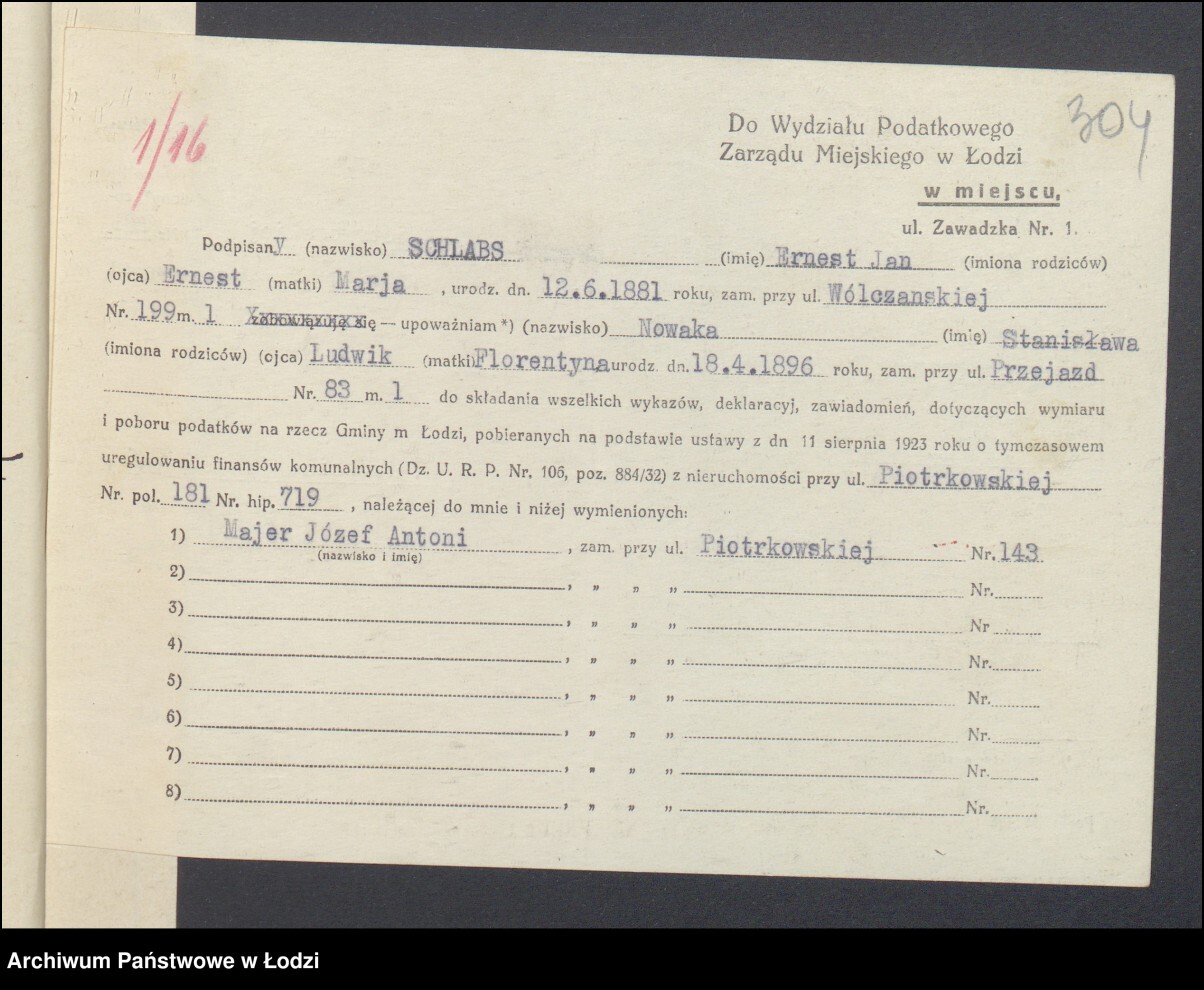 1/16
304
Do Wydziału Podatkowego
Zarządu Miejskiego w Łodzi
w miejscu,
ul. Zawadzka Nr. 1.
Podpisany (nazwisko) SCHLABS (imię) Ernest Jan (imiona rodziców)
(ojca) Ernest (matki) Marja , urodz. dn. 12.6.1881 roku, zam. przy ul. Wólczanskiej
Nr. 199 m. 1 zobowiązuję się — upoważniam *) (nazwisko) Nowaka (imię) Stanisława
(imiona rodziców) (ojca) Ludwik (matki) Florentyna urodz. dn. 18.4.1896 roku, zam. przy ul. Przejazd
Nr. 83 m. 1 do składania wszelkich wykazów, deklaracyj, zawiadomień, dotyczących wymiaru
i poboru podatków na rzecz Gminy m Łodzi, pobieranych na podstawie ustawy z dn 11 sierpnia 1923 roku o tymczasowem
uregulowaniu finansów komunalnych (Dz. U. R. P. Nr. 106, poz. 884/32) z nieruchomości przy ul. Piotrkowskiej
Nr. pol. 181 Nr. hip. 719 , należącej do mnie i niżej wymienionych:
1) Majer Józef Antoni , zam. przy ul. Piotrkowskiej Nr. 143
(nazwisko i imię)
2) , „ „ „ Nr.
3) , „ „ „ Nr
4) , „ „ „ Nr.
5) , „ „ „ Nr.
6) , „ „ „ Nr.
7) , „ „ „ Nr.
8) , „ „ „ Nr.
Archiwum Państwowe w Łodzi